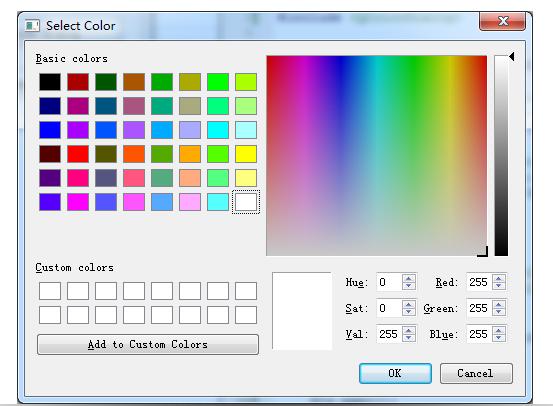 Select Color
Basic colors
Custom colors
Add to Custom Colors
Hue: 0 Red: 255
Sat: 0 Green: 255
Val: 255 Blue: 255
OK Cancel